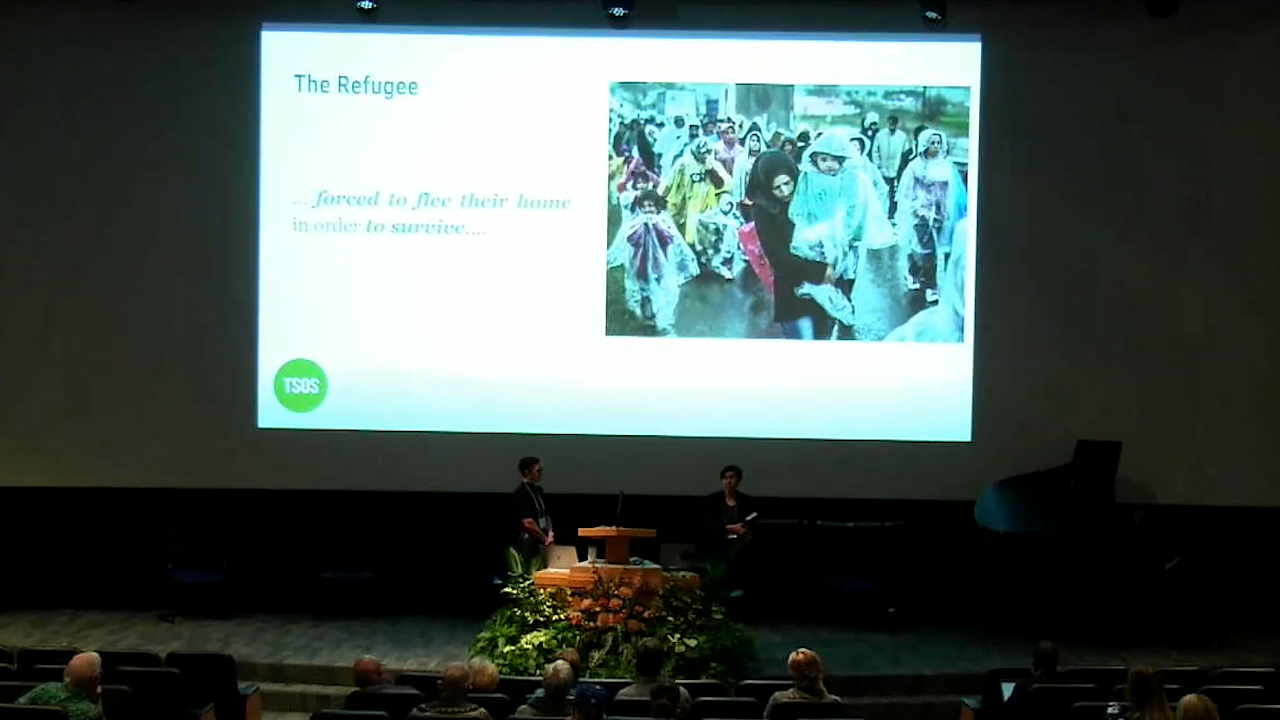 The Refugee
... forced to flee their home
in order to survive....
TSOS